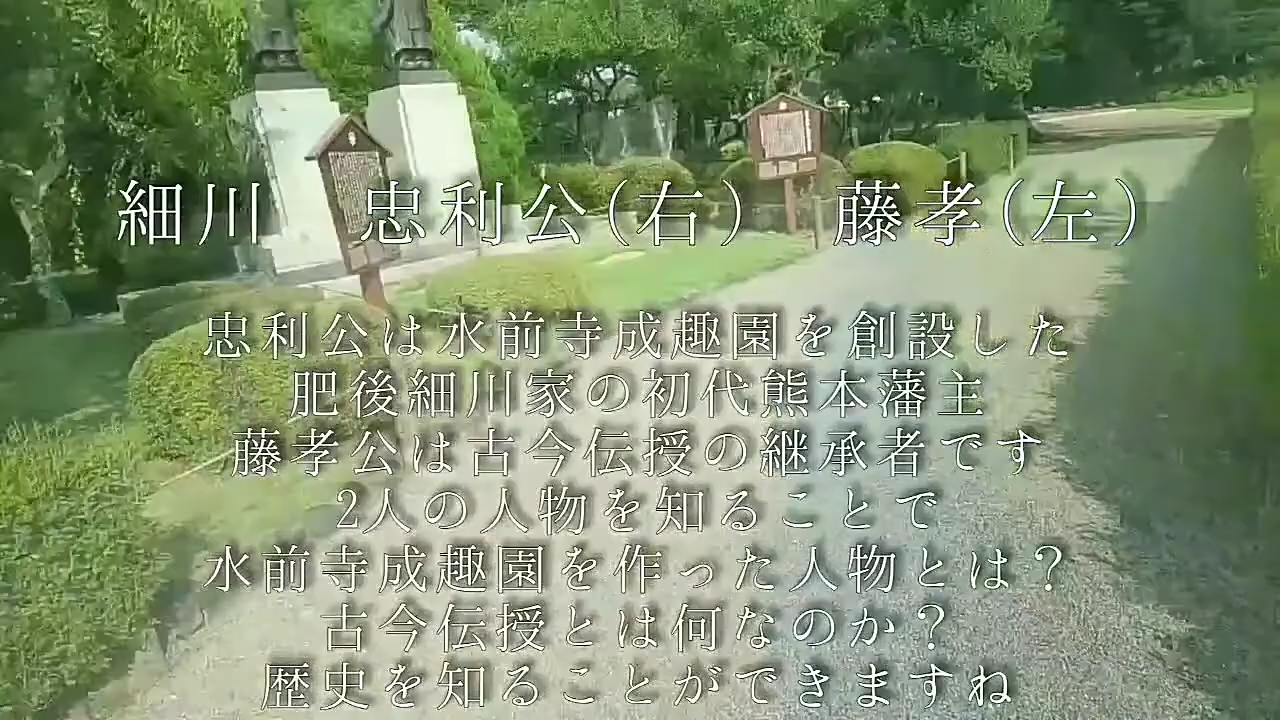 細川　忠利公(右)　藤孝(左)
忠利公は水前寺成趣園を創設した
肥後細川家の初代熊本藩主
藤孝公は古今伝授の継承者です
2人の人物を知ることで
水前寺成趣園を作った人物とは？
古今伝授とは何なのか？
歴史を知ることができますね